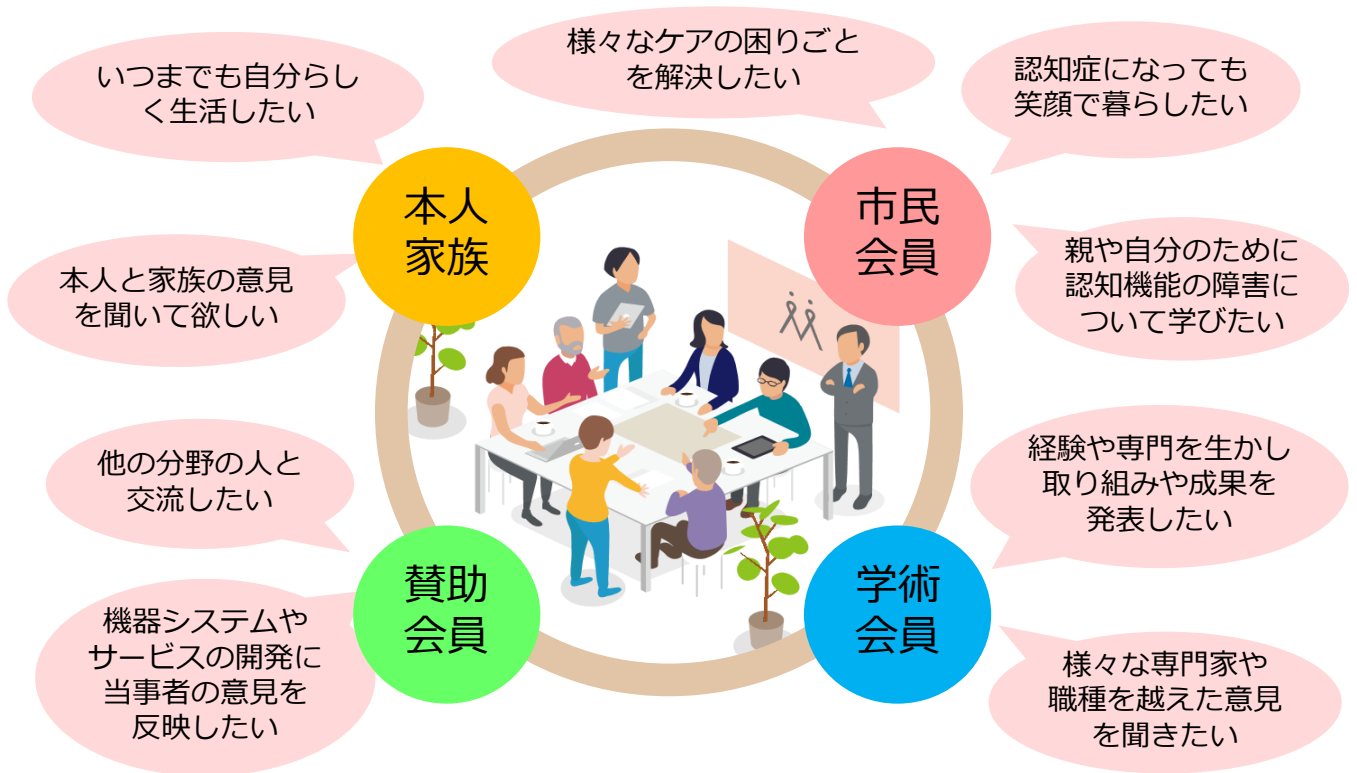 様々なケアの困りごと
を解決したい
いつまでも自分らし
く生活したい
認知症になっても
笑顔で暮らしたい
本人
家族
市民
会員
本人と家族の意見
を聞いて欲しい
親や自分のために
認知機能の障害に
ついて学びたい
他の分野の人と
交流したい
経験や専門を生かし
取り組みや成果を
発表したい
賛助
会員
学術
会員
機器システムや
サービスの開発に
当事者の意見を
反映したい
様々な専門家や
職種を越えた意見
を聞きたい